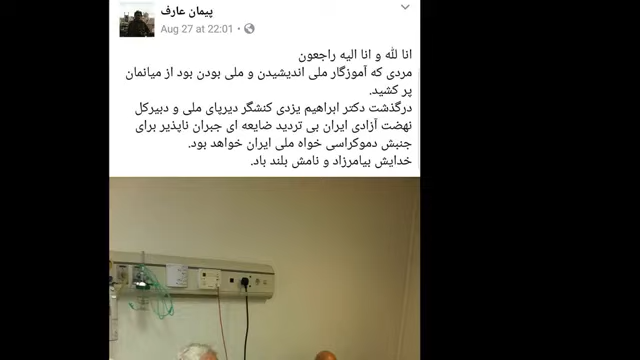 پیمان عارف
Aug 27 at 22:01 •
انا لله و انا الیه راجعون
مردی که آموزگار ملی اندیشیدن و ملی بودن بود از میانمان
پر کشید.
درگذشت دکتر ابراهیم یزدی کنشگر دیرپای ملی و دبیرکل
نهضت آزادی ایران بی تردید ضایعه ای جبران ناپذیر برای
جنبش دموکراسی خواه ملی ایران خواهد بود.
خدایش بیامرزاد و نامش بلند باد.